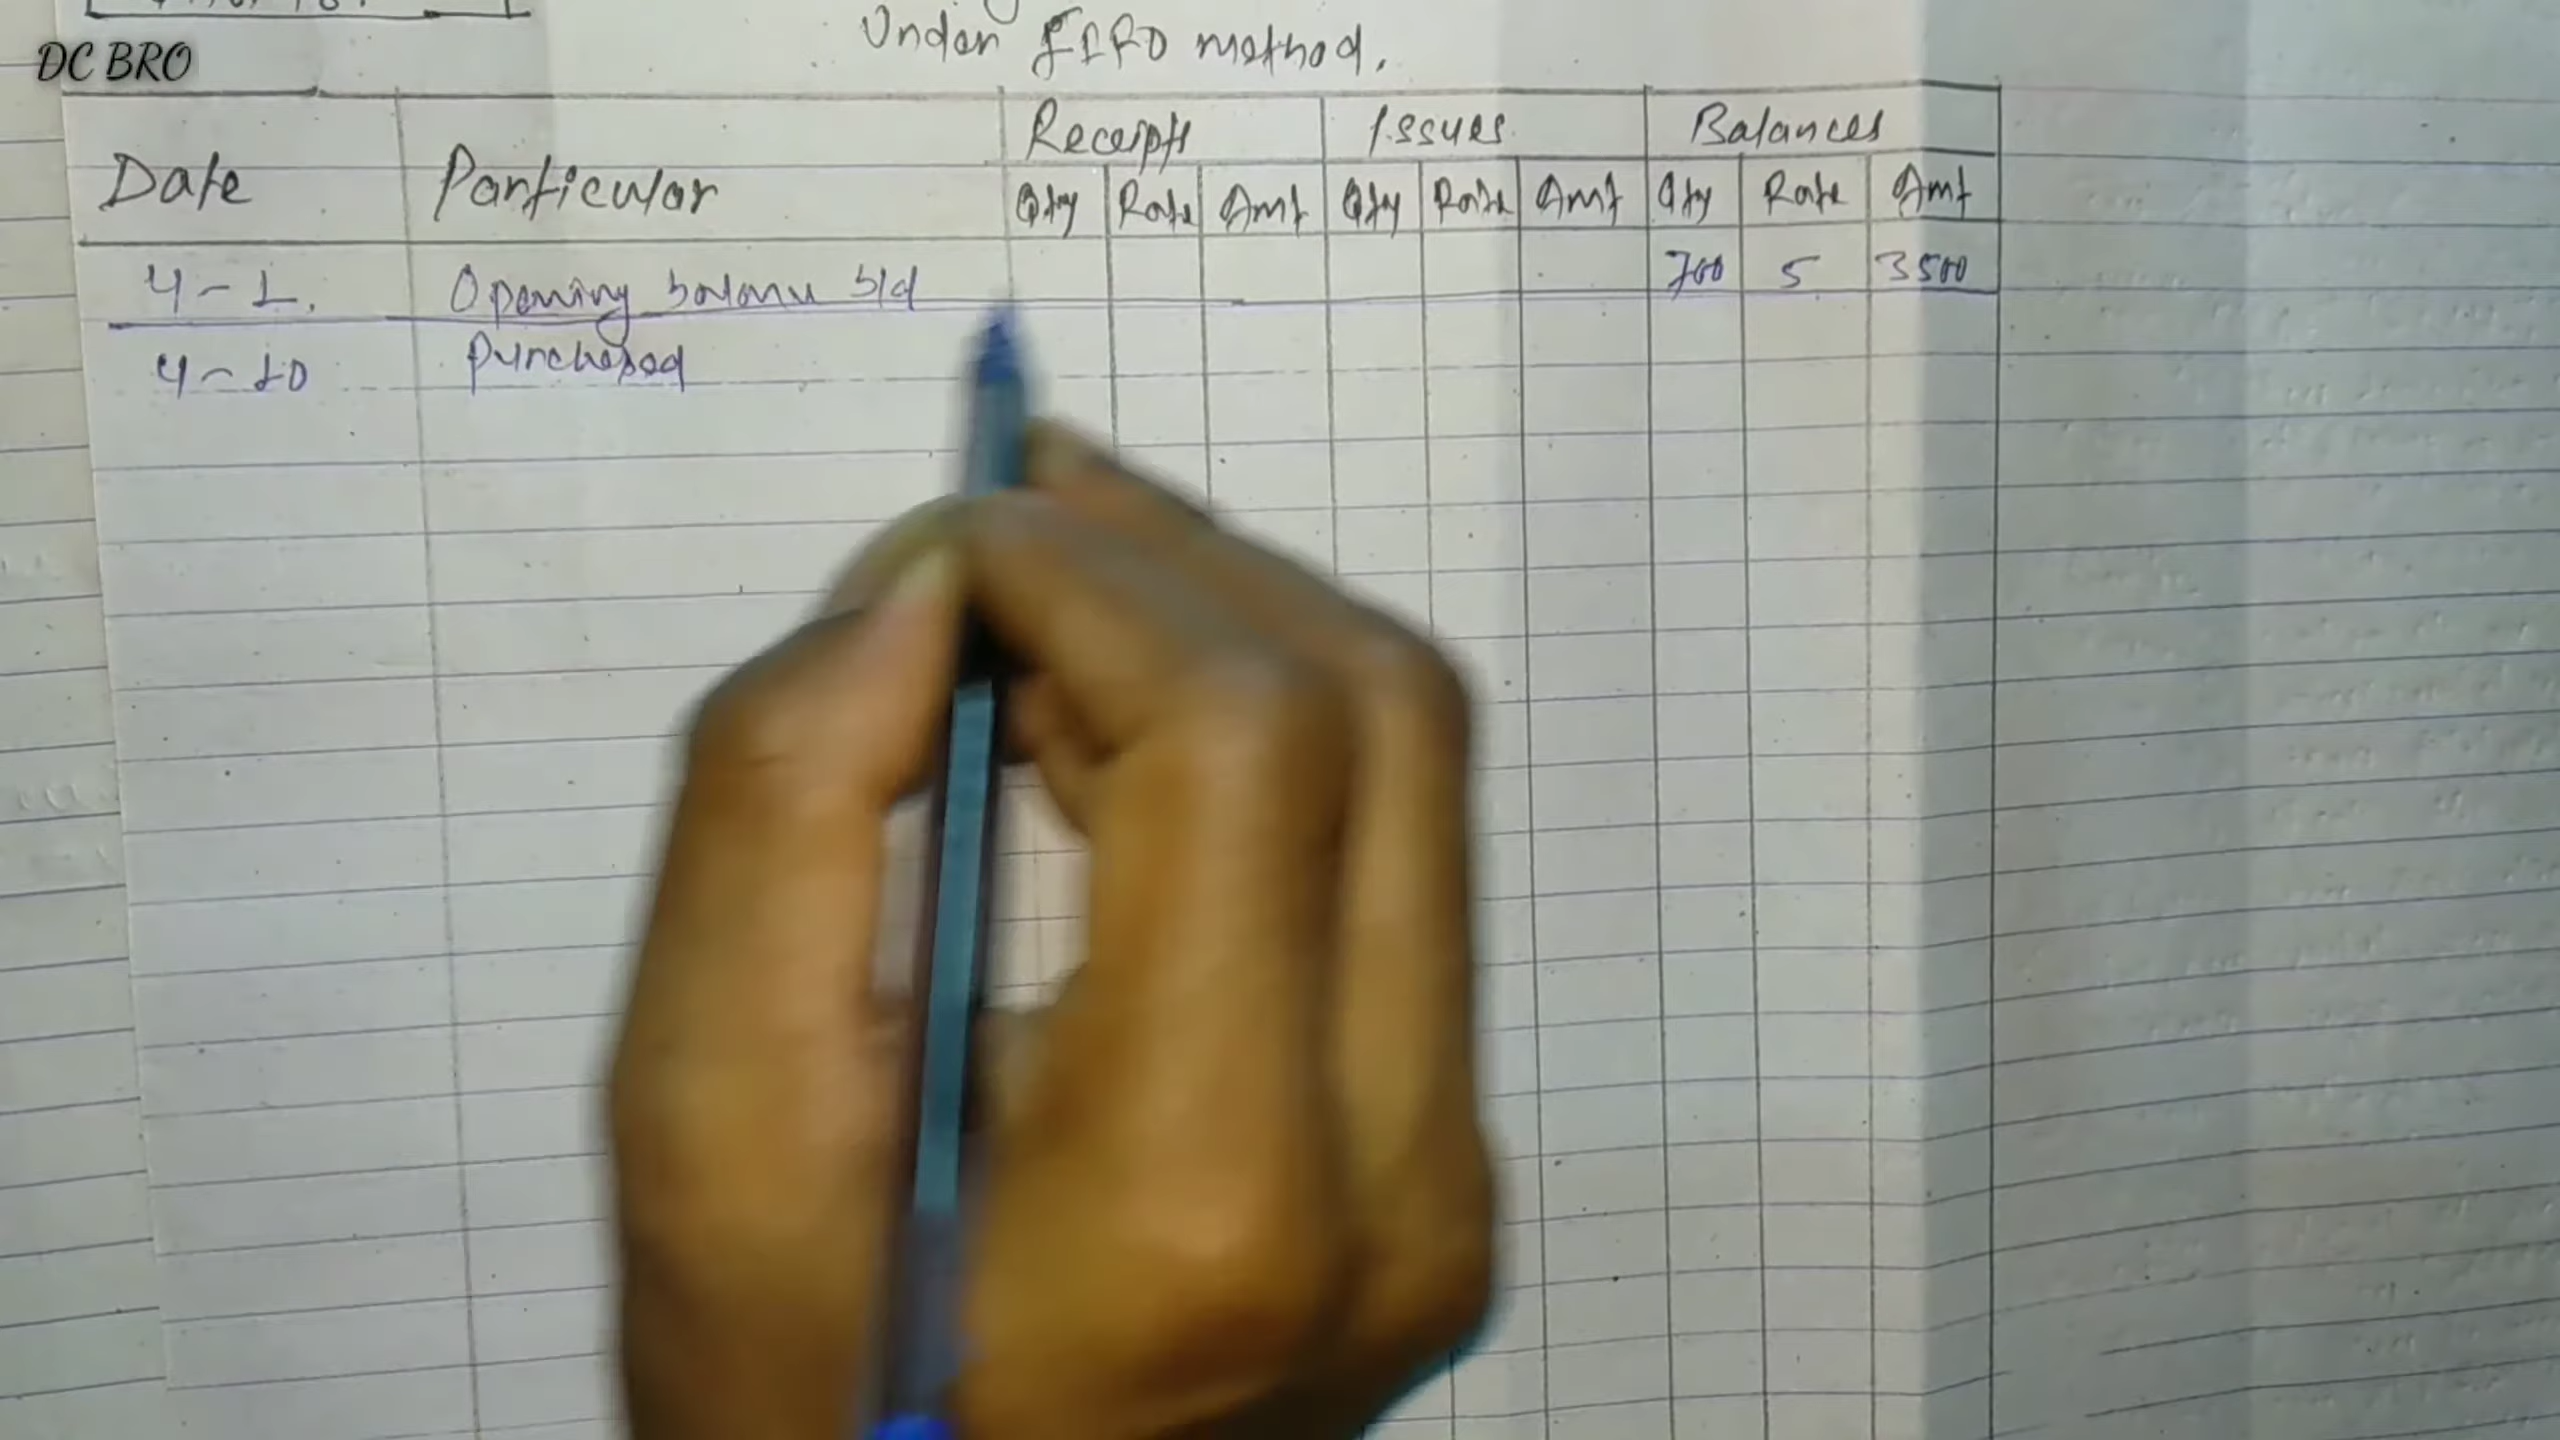 DC BRO
Under FIFO method.
Date Particular Receipts Issues Balances
Qty Rate Amt Qty Rate Amt Qty Rate Amt
4-1. Opening balance b/d 700 5 3500
4-10 Purchased